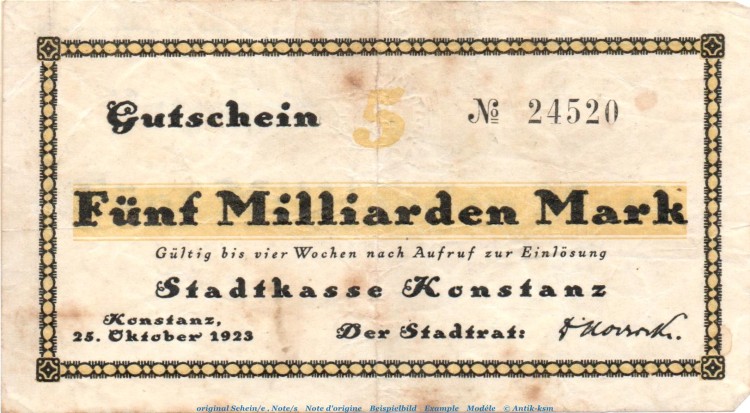 Gutschein 5 № 24520
Fünf Milliarden Mark
Gültig bis vier Wochen nach Aufruf zur Einlösung
Stadtkasse Konstanz
Konstanz,
25. Oktober 1923 Der Stadtrat:
original Schein/e . Note/s Note d'origine Beispielbild Example Modèle © Antik-ksm